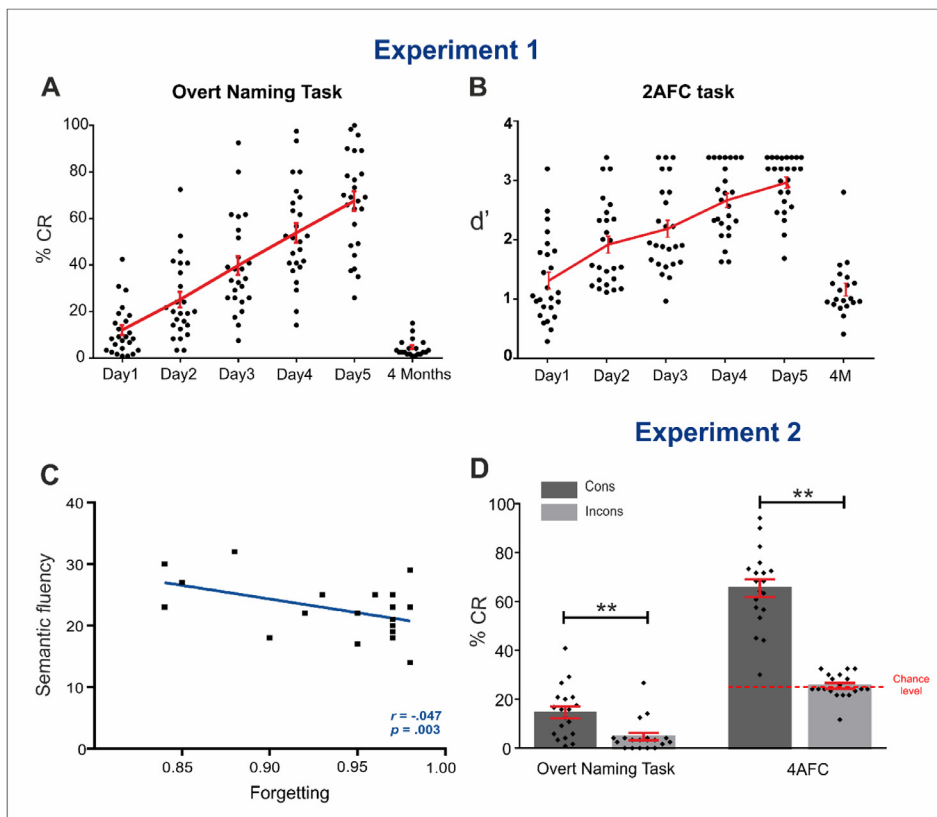 Experiment 1
A
Overt Naming Task
% CR
100
80
60
40
20
0
Day1 Day2 Day3 Day4 Day5 4 Months
B
2AFC task
d'
4
3
2
1
0
Day1 Day2 Day3 Day4 Day5 4M
Experiment 2
C
Semantic fluency
40
30
20
10
0
r = -.047
p = .003
0.85 0.90 0.95 1.00
Forgetting
D
Cons
Incons
% CR
100
80
60
40
20
0
**
**
Chance
level
Overt Naming Task 4AFC